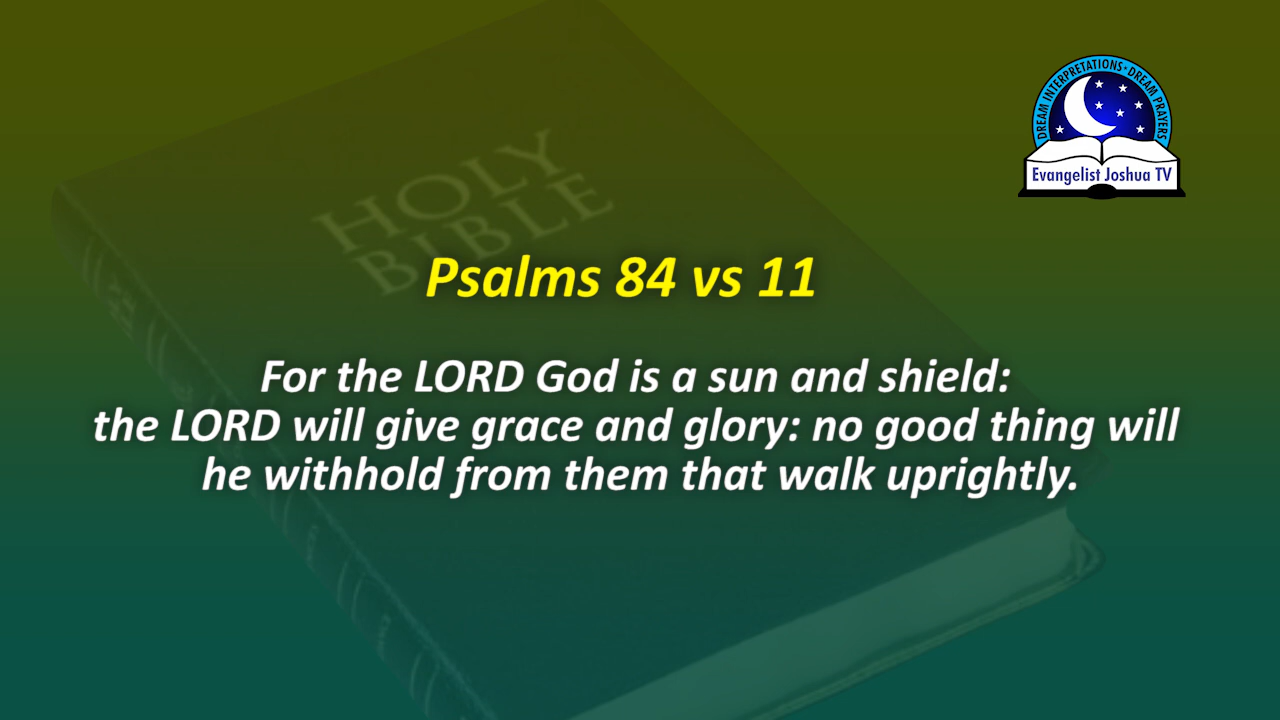 DREAM INTERPRETATIONS • DREAM PRAYERS
Evangelist Joshua TV
HOLY
BIBLE
Psalms 84 vs 11
For the LORD God is a sun and shield:
the LORD will give grace and glory: no good thing will
he withhold from them that walk uprightly.